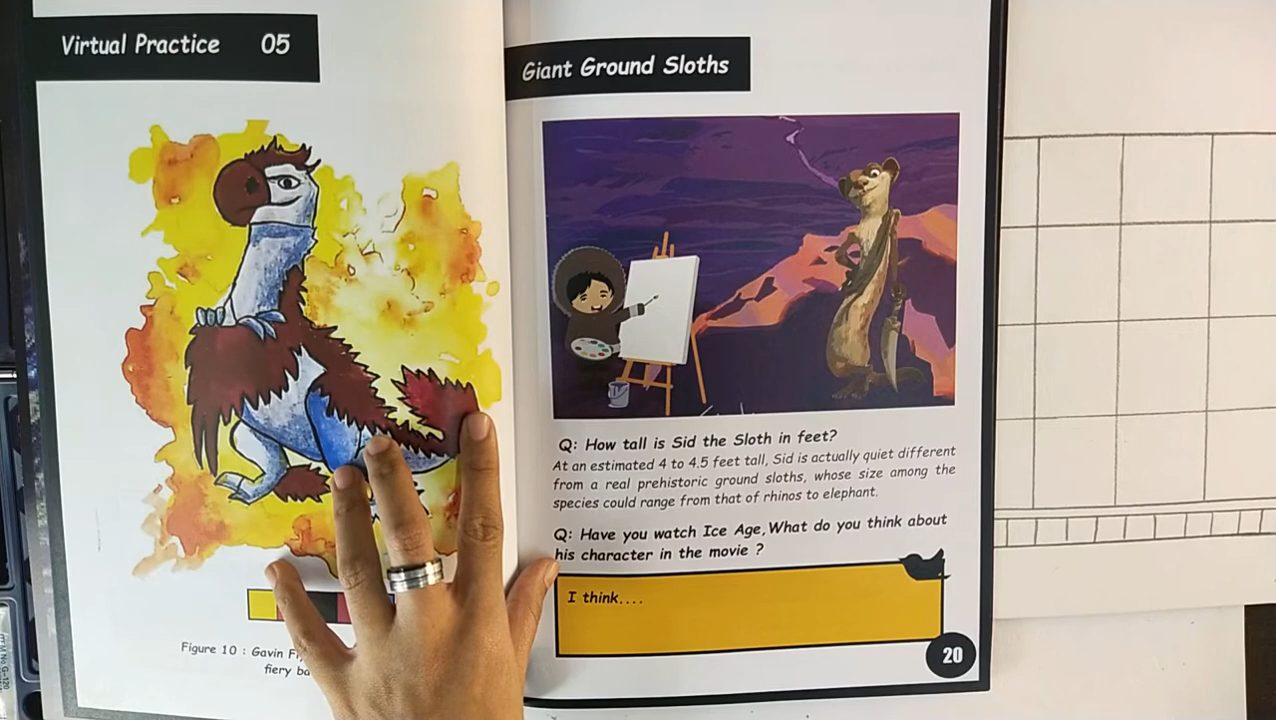 Virtual Practice 05
Figure 10 : Gavin
fiery
Giant Ground Sloths
Q: How tall is Sid the Sloth in feet?
At an estimated 4 to 4.5 feet tall, Sid is actually quiet different
from a real prehistoric ground sloths, whose size among the
species could range from that of rhinos to elephant.
Q: Have you watch Ice Age,What do you think about
his character in the movie ?
I think....
20